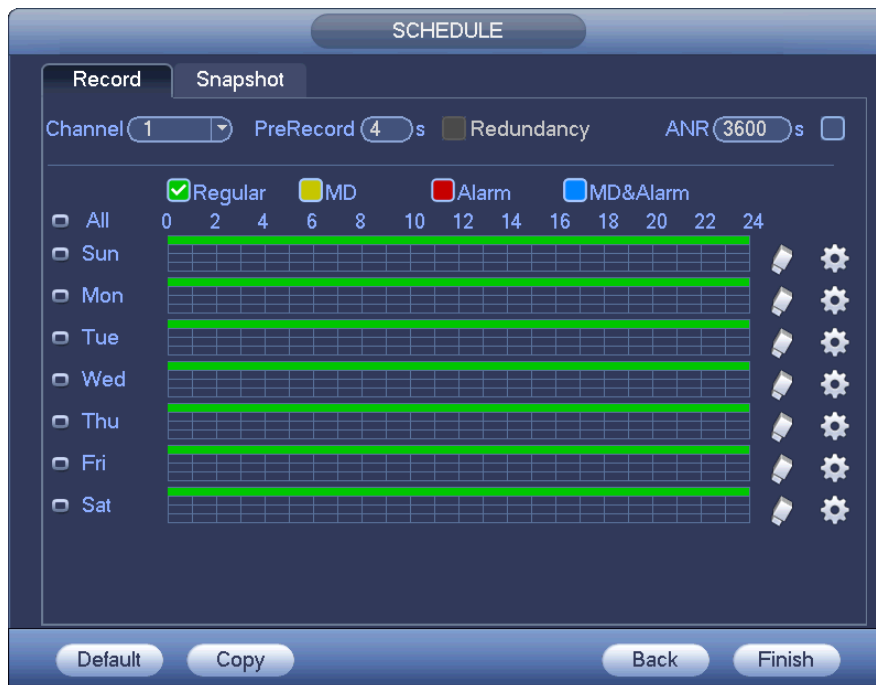 SCHEDULE
Record Snapshot
Channel 1 PreRecord 4 s Redundancy ANR 3600 s
Regular MD Alarm MD&Alarm
All 0 2 4 6 8 10 12 14 16 18 20 22 24
Sun
Mon
Tue
Wed
Thu
Fri
Sat
Default Copy Back Finish